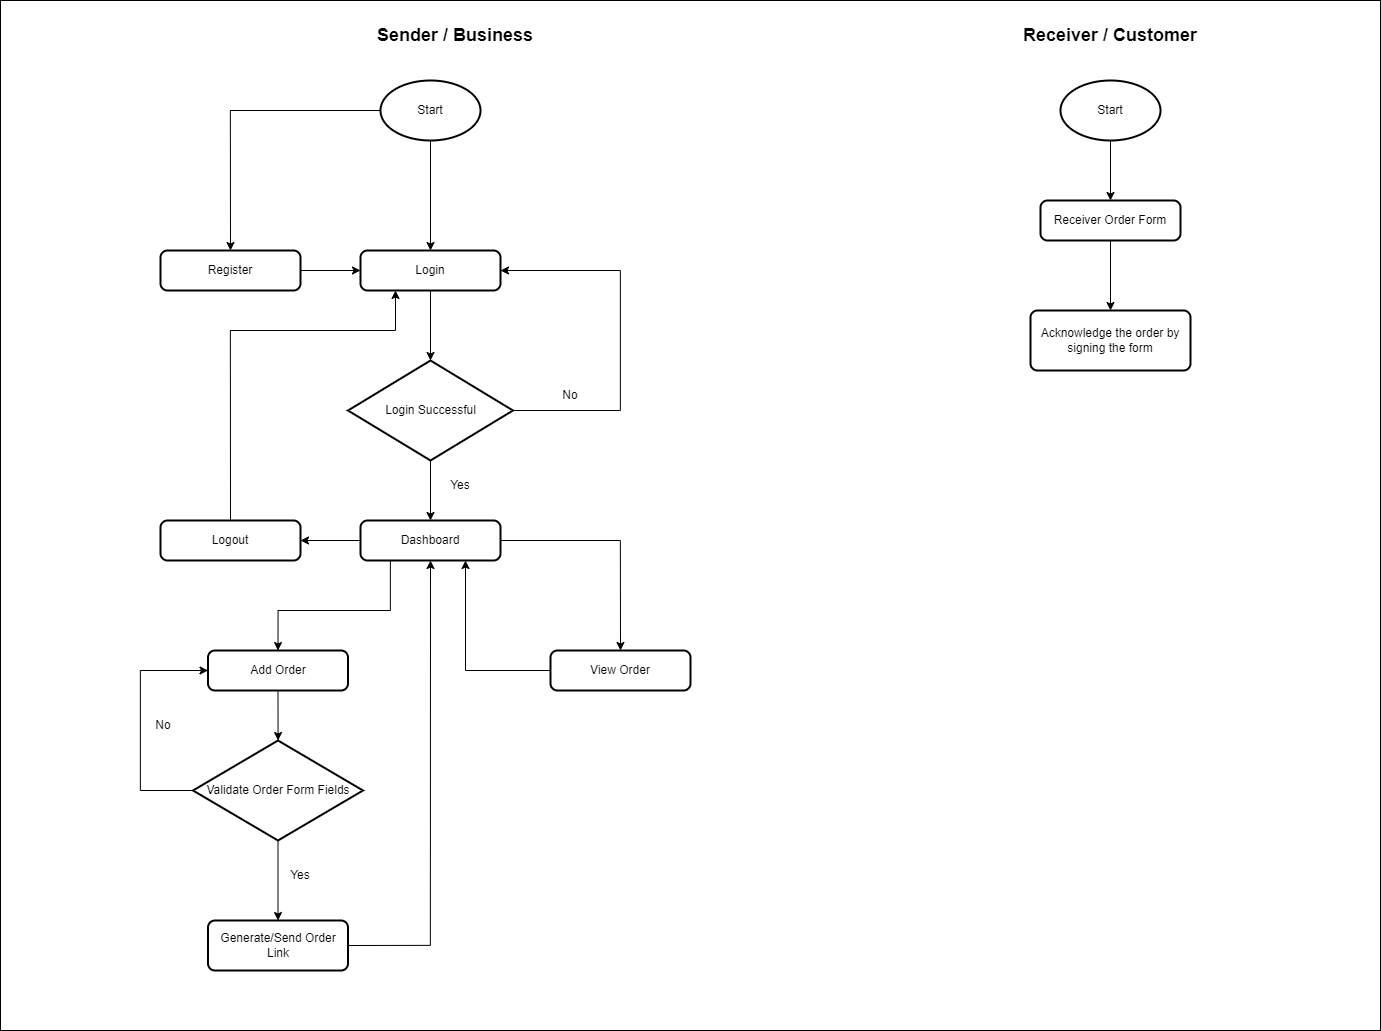 Sender / Business
Receiver / Customer
Start
Start
Receiver Order Form
Register
Login
Acknowledge the order by
signing the form
No
Login Successful
Yes
Logout
Dashboard
Add Order
View Order
No
Validate Order Form Fields
Yes
Generate/Send Order
Link